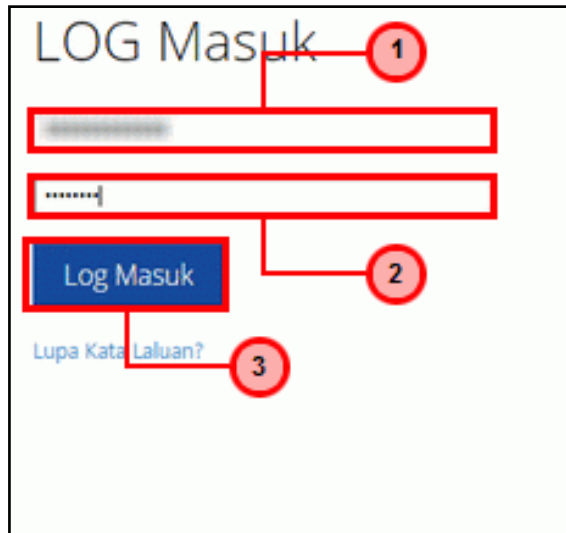 LOG Masuk
1
••••••••
2
Log Masuk
Lupa Kata Laluan?
3